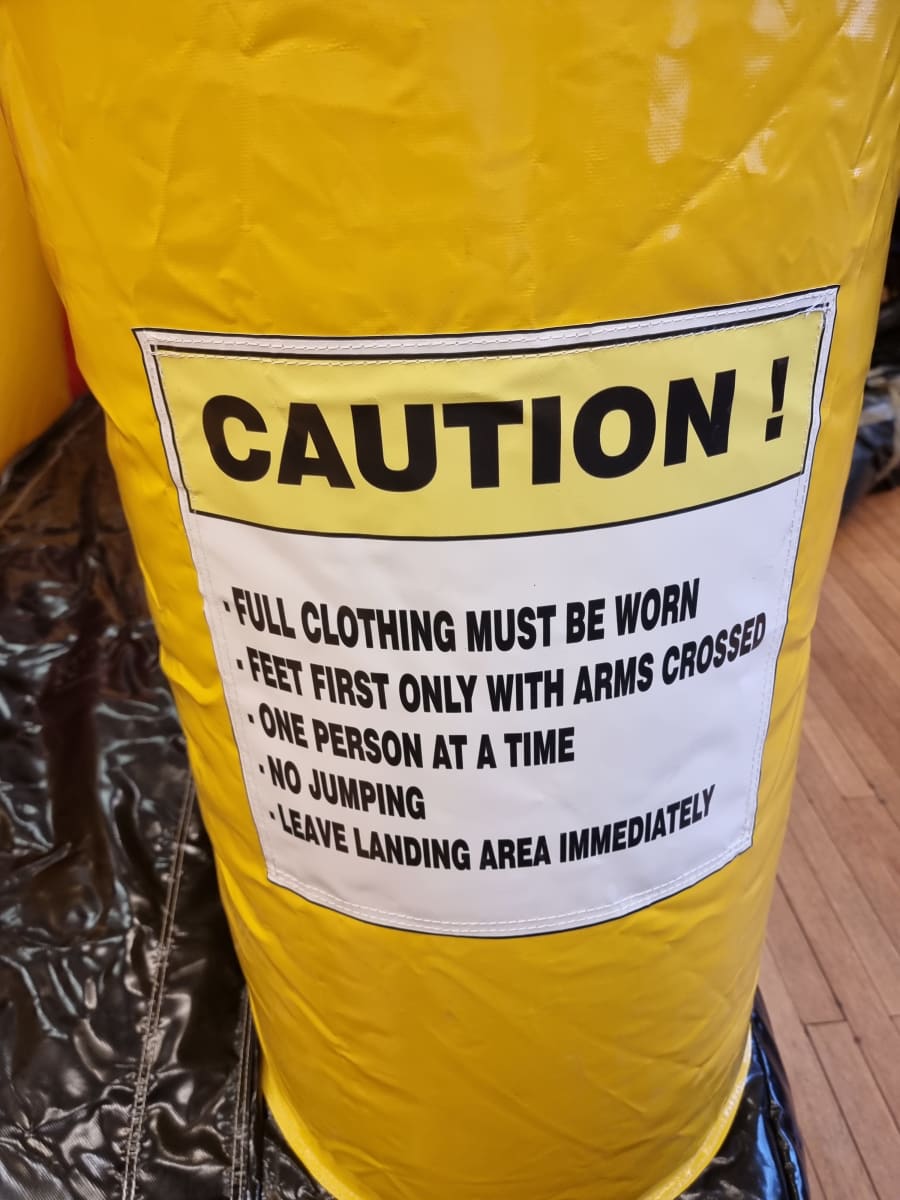 CAUTION !
·FULL CLOTHING MUST BE WORN
·FEET FIRST ONLY WITH ARMS CROSSED
·ONE PERSON AT A TIME
·NO JUMPING
·LEAVE LANDING AREA IMMEDIATELY